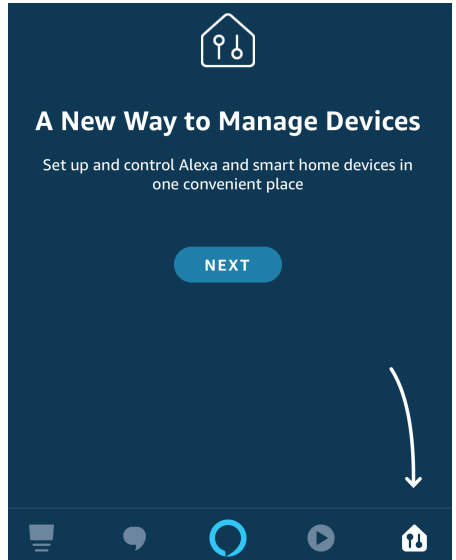 A New Way to Manage Devices
Set up and control Alexa and smart home devices in
one convenient place
NEXT